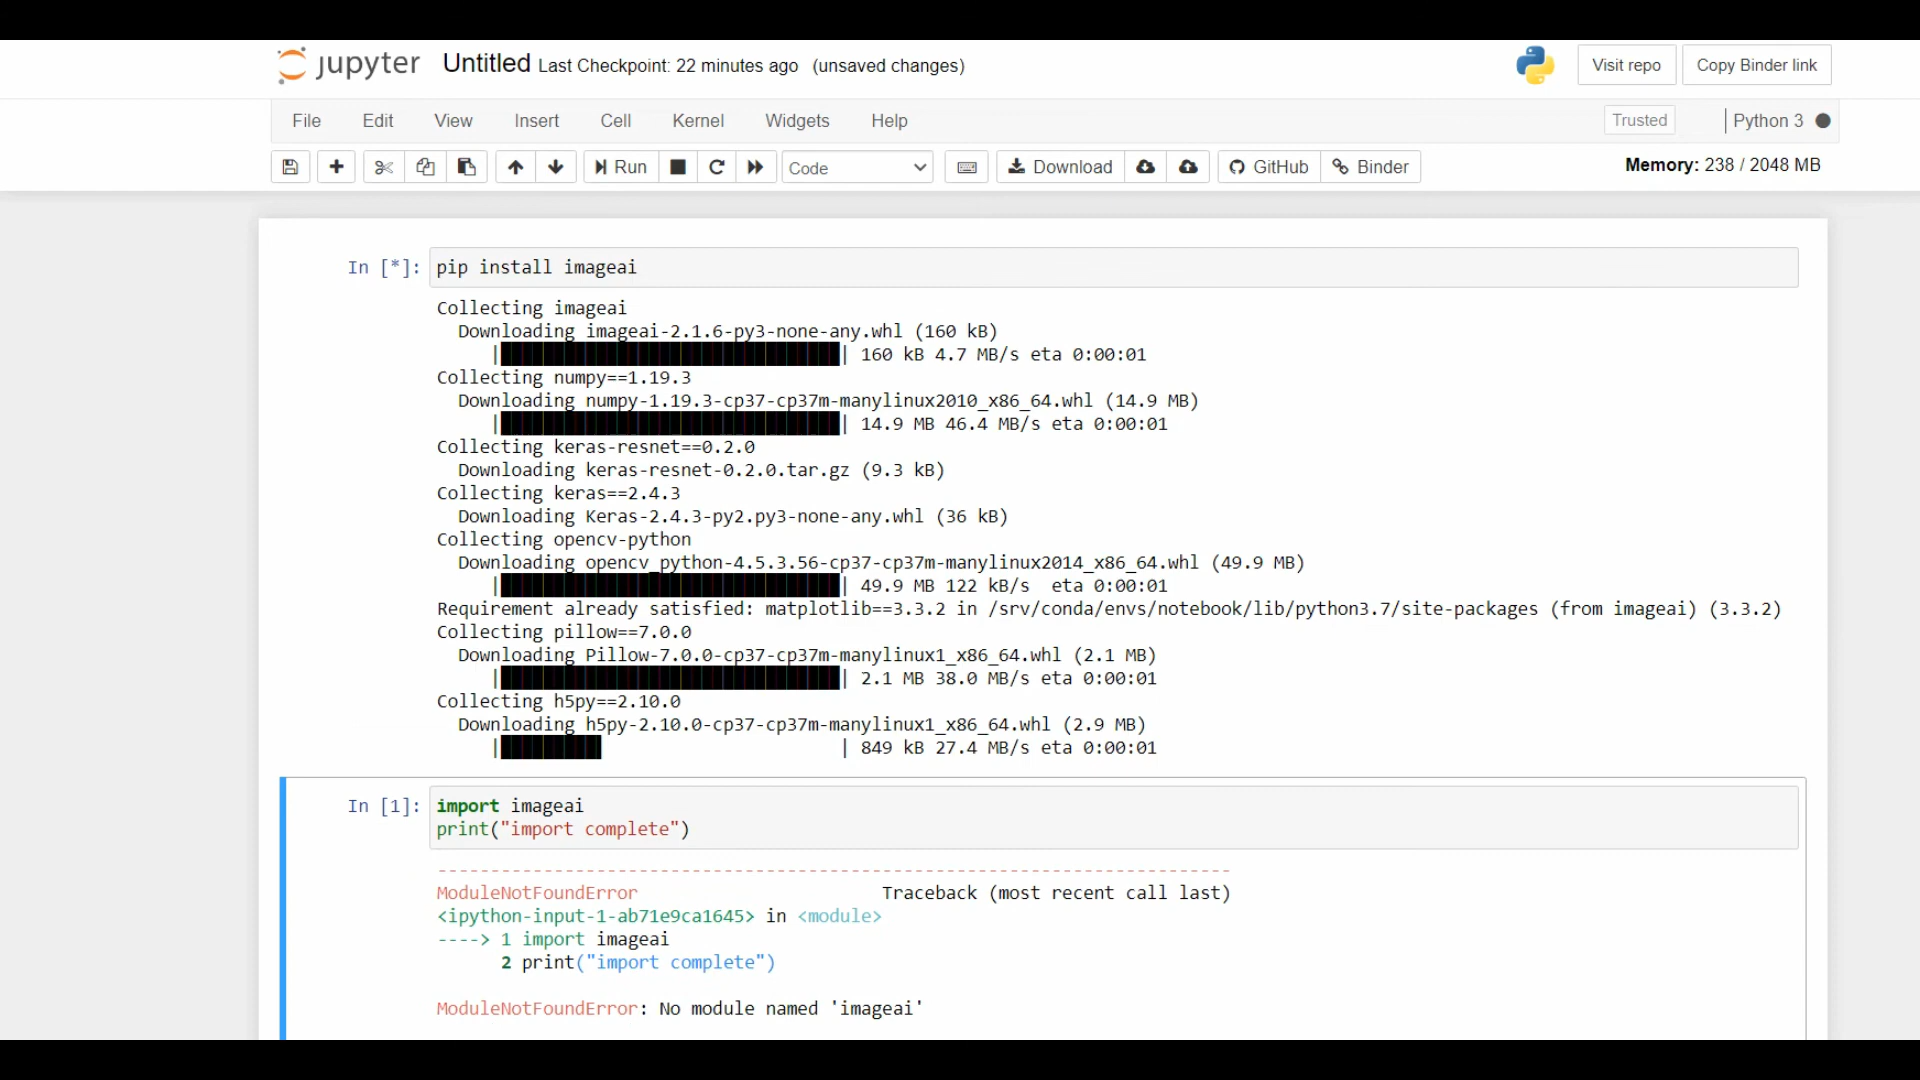 jupyter Untitled Last Checkpoint: 22 minutes ago (unsaved changes) Visit repo Copy Binder link
File Edit View Insert Cell Kernel Widgets Help Trusted Python 3
Run Code Download GitHub Binder Memory: 238 / 2048 MB
In [*]: pip install imageai
Collecting imageai
Downloading imageai-2.1.6-py3-none-any.whl (160 kB)
| | 160 kB 4.7 MB/s eta 0:00:01
Collecting numpy==1.19.3
Downloading numpy-1.19.3-cp37-cp37m-manylinux2010_x86_64.whl (14.9 MB)
| | 14.9 MB 46.4 MB/s eta 0:00:01
Collecting keras-resnet==0.2.0
Downloading keras-resnet-0.2.0.tar.gz (9.3 kB)
Collecting keras==2.4.3
Downloading Keras-2.4.3-py2.py3-none-any.whl (36 kB)
Collecting opencv-python
Downloading opencv_python-4.5.3.56-cp37-cp37m-manylinux2014_x86_64.whl (49.9 MB)
| | 49.9 MB 122 kB/s eta 0:00:01
Requirement already satisfied: matplotlib==3.3.2 in /srv/conda/envs/notebook/lib/python3.7/site-packages (from imageai) (3.3.2)
Collecting pillow==7.0.0
Downloading Pillow-7.0.0-cp37-cp37m-manylinux1_x86_64.whl (2.1 MB)
| | 2.1 MB 38.0 MB/s eta 0:00:01
Collecting h5py==2.10.0
Downloading h5py-2.10.0-cp37-cp37m-manylinux1_x86_64.whl (2.9 MB)
| | 849 kB 27.4 MB/s eta 0:00:01
In [1]: import imageai
print("import complete")
---------------------------------------------------------------------------
ModuleNotFoundError Traceback (most recent call last)
<ipython-input-1-ab71e9ca1645> in <module>
----> 1 import imageai
2 print("import complete")
ModuleNotFoundError: No module named 'imageai'